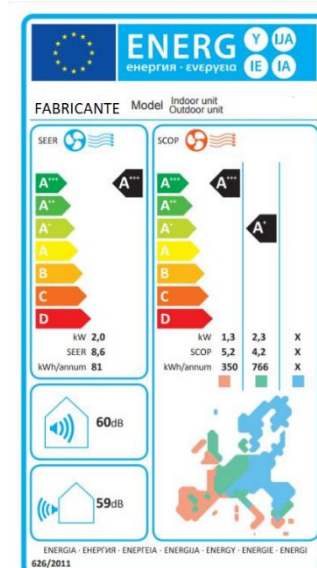 ENERG Y IJA
енергия · ενεργεια IE IA
FABRICANTE Model Indoor unit
Outdoor unit
SEER SCOP
A+++ A+++ A+++ A+++
A++ A++
A+ A+ A+
A A
B B
C C
D D
kW 2,0 kW 1,3 2,3 X
SEER 8,6 SCOP 5,2 4,2 X
kWh/annum 81 kWh/annum 350 766 X
60dB
59dB
ENERGIA · ЕНЕРГИЯ · ΕΝΕΡΓΕΙΑ · ENERGIJA · ENERGY · ENERGIE · ENERGI
626/2011